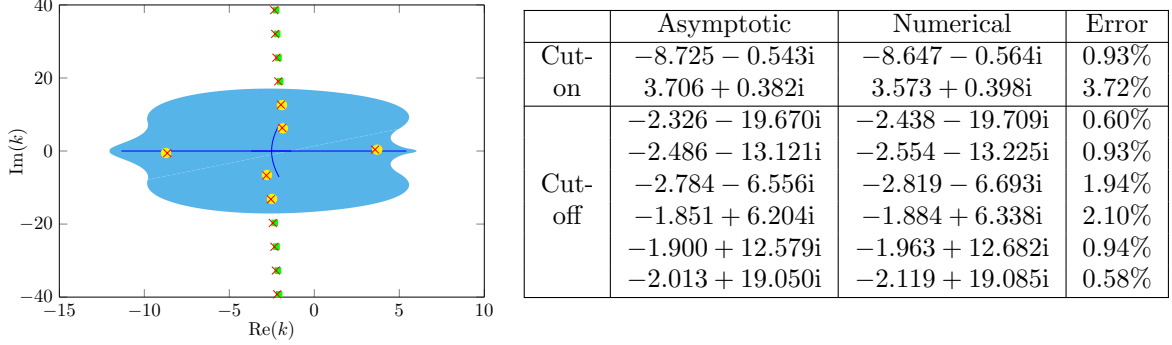 40
20
0
−20
−40
−15 −10 −5 0 5 10
Im(k)
Re(k)
Asymptotic Numerical Error
Cut- −8.725 − 0.543i −8.647 − 0.564i 0.93%
on 3.706 + 0.382i 3.573 + 0.398i 3.72%
−2.326 − 19.670i −2.438 − 19.709i 0.60%
−2.486 − 13.121i −2.554 − 13.225i 0.93%
Cut- −2.784 − 6.556i −2.819 − 6.693i 1.94%
off −1.851 + 6.204i −1.884 + 6.338i 2.10%
−1.900 + 12.579i −1.963 + 12.682i 0.94%
−2.013 + 19.050i −2.119 + 19.085i 0.58%